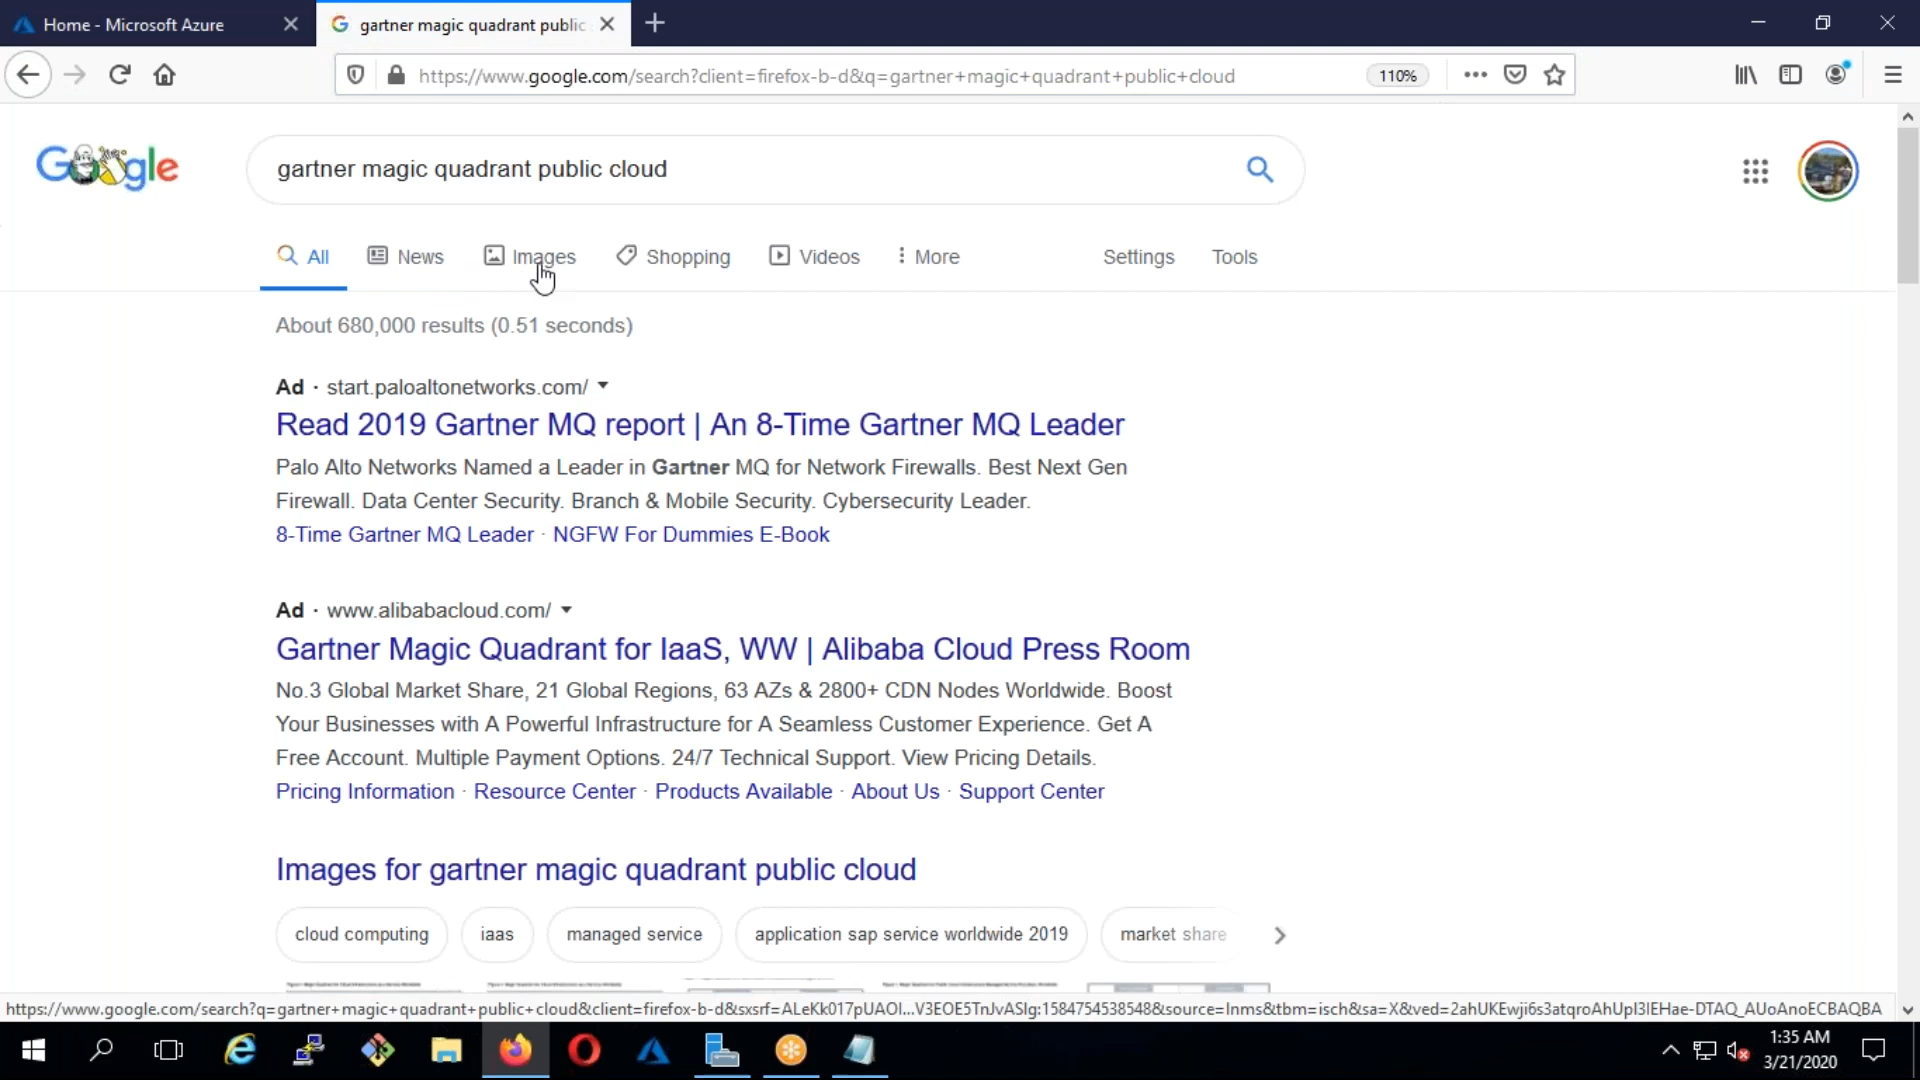 Home - Microsoft Azure
gartner magic quadrant public
https://www.google.com/search?client=firefox-b-d&q=gartner+magic+quadrant+public+cloud
110%
Google
gartner magic quadrant public cloud
All
News
Images
Shopping
Videos
More
Settings
Tools
About 680,000 results (0.51 seconds)
Ad · start.paloaltonetworks.com/
Read 2019 Gartner MQ report | An 8-Time Gartner MQ Leader
Palo Alto Networks Named a Leader in Gartner MQ for Network Firewalls. Best Next Gen
Firewall. Data Center Security. Branch & Mobile Security. Cybersecurity Leader.
8-Time Gartner MQ Leader · NGFW For Dummies E-Book
Ad · www.alibabacloud.com/
Gartner Magic Quadrant for IaaS, WW | Alibaba Cloud Press Room
No.3 Global Market Share, 21 Global Regions, 63 AZs & 2800+ CDN Nodes Worldwide. Boost
Your Businesses with A Powerful Infrastructure for A Seamless Customer Experience. Get A
Free Account. Multiple Payment Options. 24/7 Technical Support. View Pricing Details.
Pricing Information · Resource Center · Products Available · About Us · Support Center
Images for gartner magic quadrant public cloud
cloud computing
iaas
managed service
application sap service worldwide 2019
market share
1:35 AM
3/21/2020